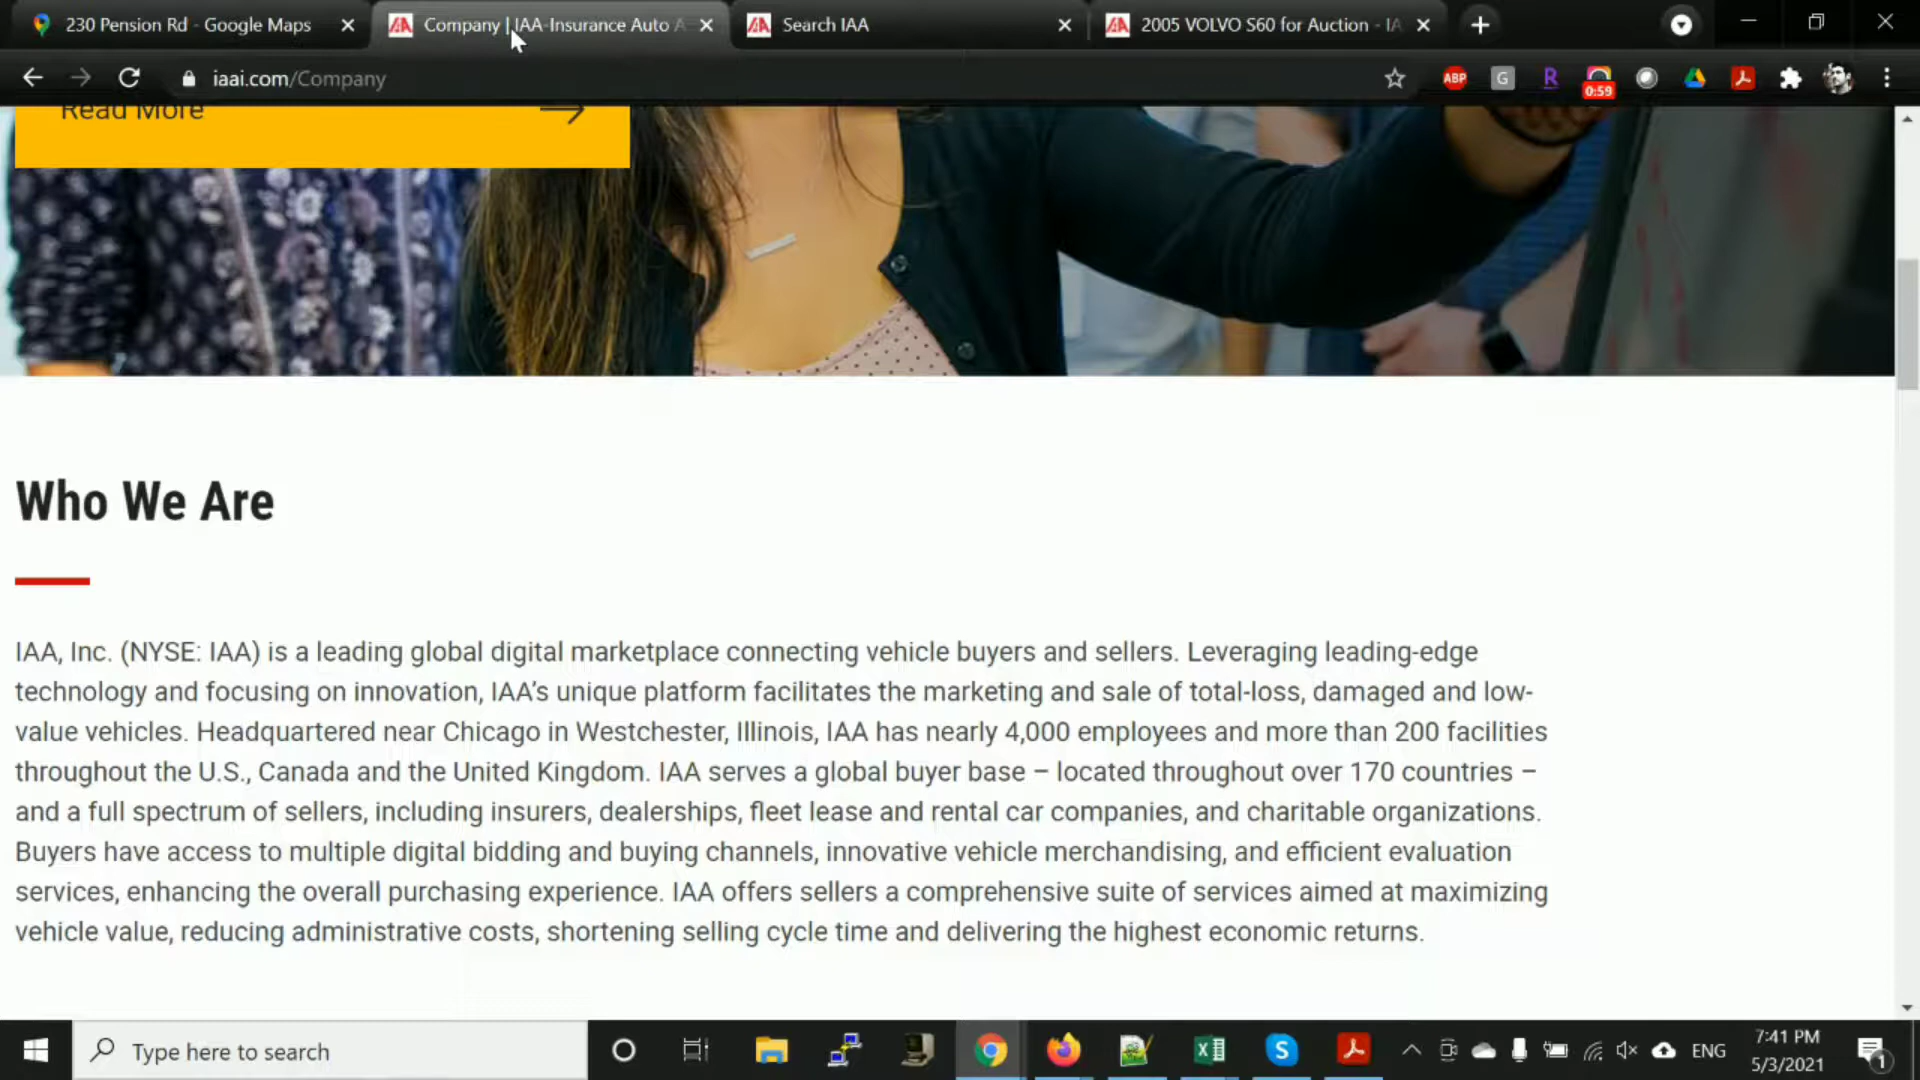 230 Pension Rd - Google Maps
Company | IAA-Insurance Auto A
Search IAA
2005 VOLVO S60 for Auction - IA
iaai.com/Company
ABP
G
R
0:59
Read More
Who We Are
IAA, Inc. (NYSE: IAA) is a leading global digital marketplace connecting vehicle buyers and sellers. Leveraging leading-edge
technology and focusing on innovation, IAA’s unique platform facilitates the marketing and sale of total-loss, damaged and low-
value vehicles. Headquartered near Chicago in Westchester, Illinois, IAA has nearly 4,000 employees and more than 200 facilities
throughout the U.S., Canada and the United Kingdom. IAA serves a global buyer base – located throughout over 170 countries –
and a full spectrum of sellers, including insurers, dealerships, fleet lease and rental car companies, and charitable organizations.
Buyers have access to multiple digital bidding and buying channels, innovative vehicle merchandising, and efficient evaluation
services, enhancing the overall purchasing experience. IAA offers sellers a comprehensive suite of services aimed at maximizing
vehicle value, reducing administrative costs, shortening selling cycle time and delivering the highest economic returns.
Type here to search
ENG
7:41 PM
5/3/2021
1